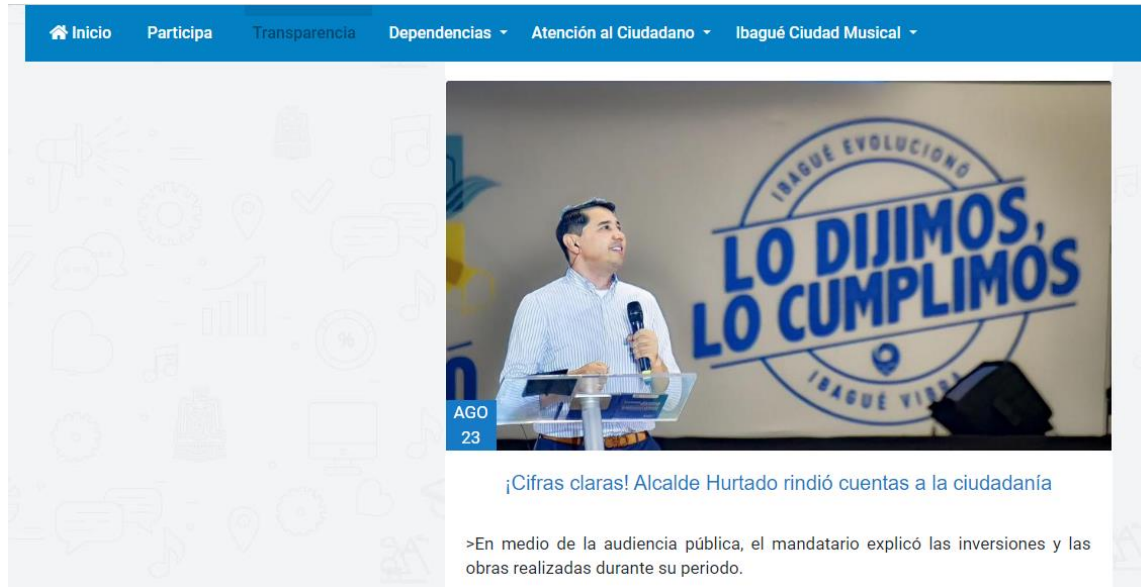 Inicio Participa Transparencia Dependencias Atención al Ciudadano Ibagué Ciudad Musical
IBAGUÉ EVOLUCIONÓ
LO DIJIMOS,
LO CUMPLIMOS
IBAGUÉ VIBRA
AGO
23
¡Cifras claras! Alcalde Hurtado rindió cuentas a la ciudadanía
>En medio de la audiencia pública, el mandatario explicó las inversiones y las
obras realizadas durante su periodo.